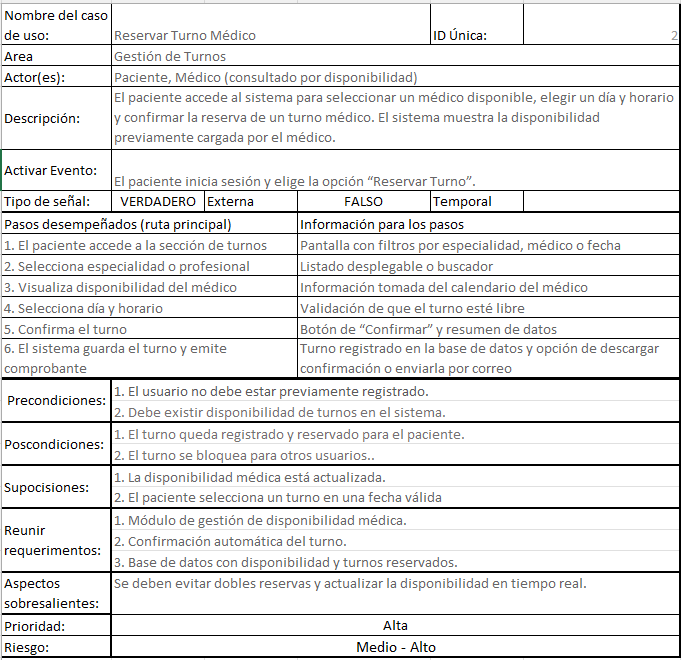 Nombre del caso
de uso: Reservar Turno Médico ID Única: 2
Area Gestión de Turnos
Actor(es): Paciente, Médico (consultado por disponibilidad)
Descripción: El paciente accede al sistema para seleccionar un médico disponible, elegir un día y horario
y confirmar la reserva de un turno médico. El sistema muestra la disponibilidad
previamente cargada por el médico.
Activar Evento: El paciente inicia sesión y elige la opción “Reservar Turno”.
Tipo de señal: VERDADERO Externa FALSO Temporal
Pasos desempeñados (ruta principal) Información para los pasos
1. El paciente accede a la sección de turnos Pantalla con filtros por especialidad, médico o fecha
2. Selecciona especialidad o profesional Listado desplegable o buscador
3. Visualiza disponibilidad del médico Información tomada del calendario del médico
4. Selecciona día y horario Validación de que el turno esté libre
5. Confirma el turno Botón de “Confirmar” y resumen de datos
6. El sistema guarda el turno y emite
comprobante
Turno registrado en la base de datos y opción de descargar
confirmación o enviarla por correo
Precondiciones: 1. El usuario no debe estar previamente registrado.
2. Debe existir disponibilidad de turnos en el sistema.
Poscondiciones: 1. El turno queda registrado y reservado para el paciente.
2. El turno se bloquea para otros usuarios..
Supocisiones: 1. La disponibilidad médica está actualizada.
2. El paciente selecciona un turno en una fecha válida
Reunir
requerimentos:
1. Módulo de gestión de disponibilidad médica.
2. Confirmación automática del turno.
3. Base de datos con disponibilidad y turnos reservados.
Aspectos
sobresalientes:
Se deben evitar dobles reservas y actualizar la disponibilidad en tiempo real.
Prioridad: Alta
Riesgo: Medio - Alto